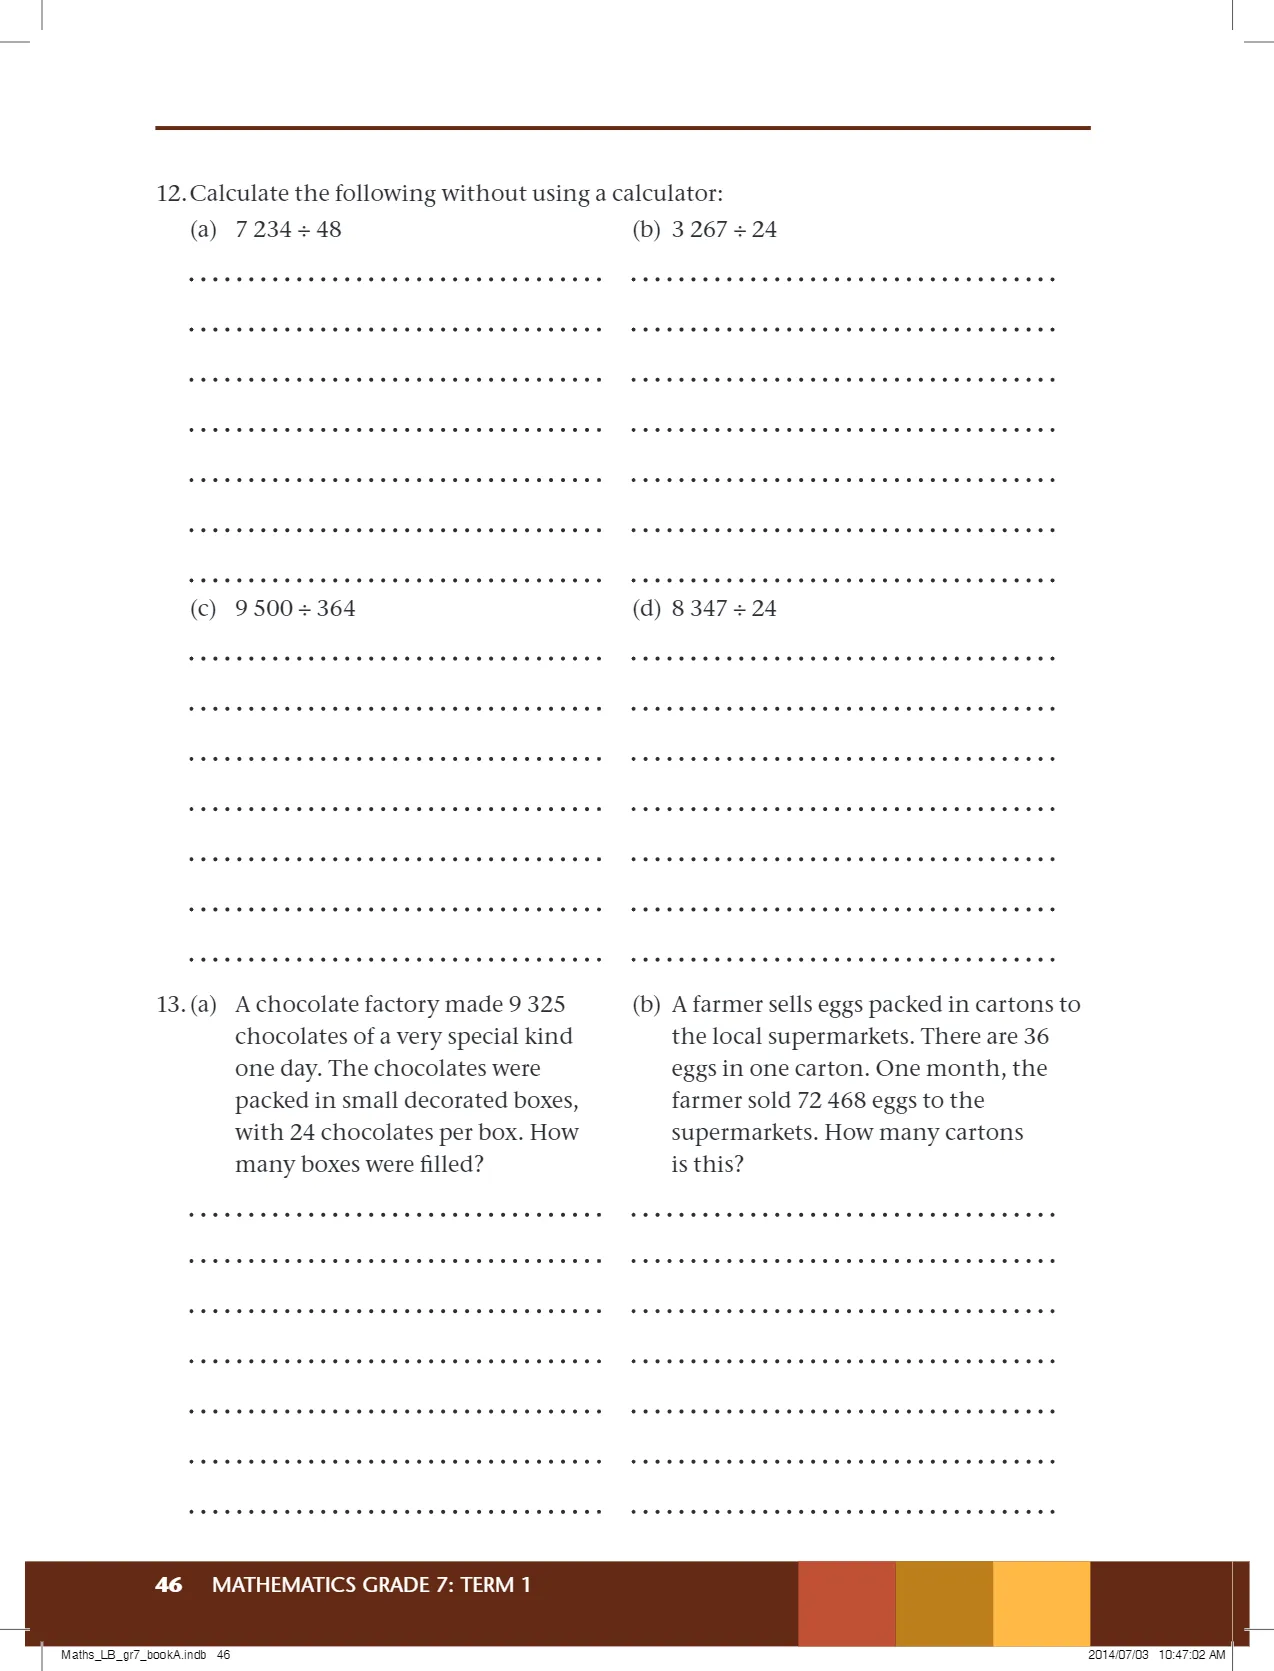 12. Calculate the following without using a calculator:
(a) 7 234 ÷ 48
(b) 3 267 ÷ 24
(c) 9 500 ÷ 364
(d) 8 347 ÷ 24
13. (a) A chocolate factory made 9 325
chocolates of a very special kind
one day. The chocolates were
packed in small decorated boxes,
with 24 chocolates per box. How
many boxes were filled?
(b) A farmer sells eggs packed in cartons to
the local supermarkets. There are 36
eggs in one carton. One month, the
farmer sold 72 468 eggs to the
supermarkets. How many cartons
is this?
46 MATHEMATICS GRADE 7: TERM 1
Maths_LB_gr7_bookA.indb 46
2014/07/03 10:47:02 AM